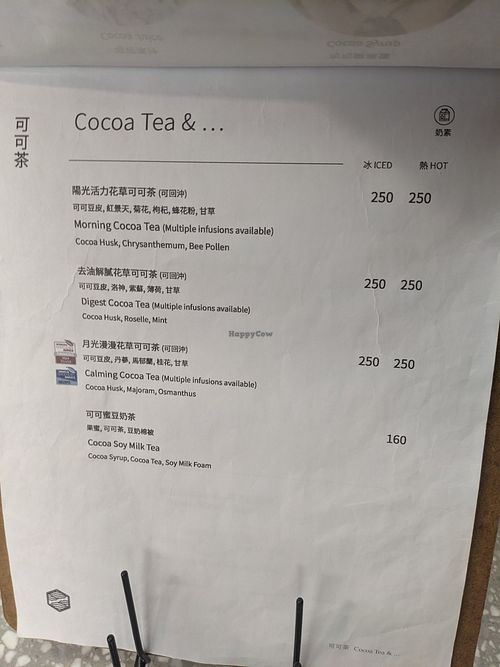 可可茶
Cocoa Tea & ...
奶素
冰 ICED 熱 HOT
陽光活力花草可可茶 (可回沖) 250 250
可可豆皮, 紅景天, 菊花, 枸杞, 蜂花粉, 甘草
Morning Cocoa Tea (Multiple infusions available)
Cocoa Husk, Chrysanthemum, Bee Pollen
去油解膩花草可可茶 (可回沖) 250 250
可可豆皮, 洛神, 紫蘇, 薄荷, 甘草
Digest Cocoa Tea (Multiple infusions available)
Cocoa Husk, Roselle, Mint
HappyCow
月光漫漫花草可可茶 (可回沖) 250 250
可可豆皮, 丹蔘, 馬郁蘭, 桂花, 甘草
Calming Cocoa Tea (Multiple infusions available)
Cocoa Husk, Majoram, Osmanthus
可可蜜豆奶茶
果蜜, 可可茶, 豆奶棉被 160
Cocoa Soy Milk Tea
Cocoa Syrup, Cocoa Tea, Soy Milk Foam
可可茶 Cocoa Tea & ...